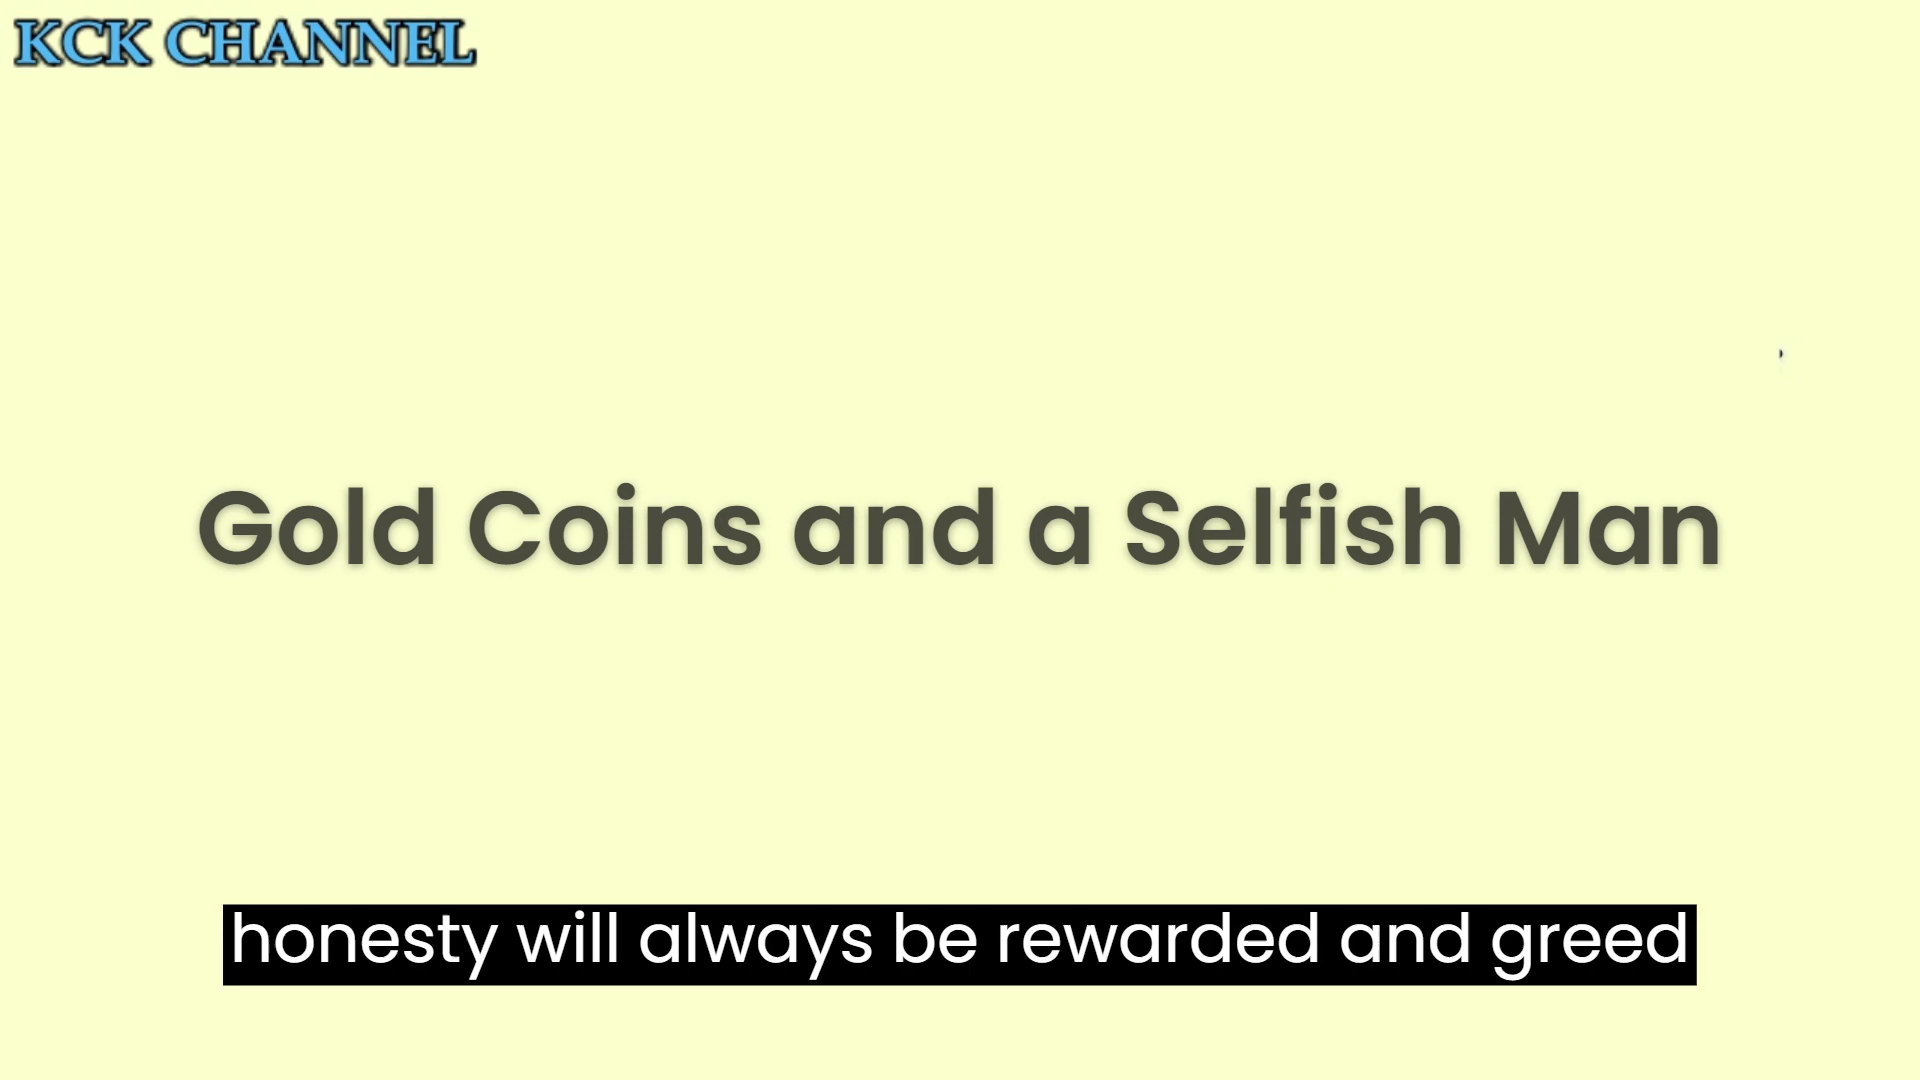 KCK CHANNEL
Gold Coins and a Selfish Man
honesty will always be rewarded and greed